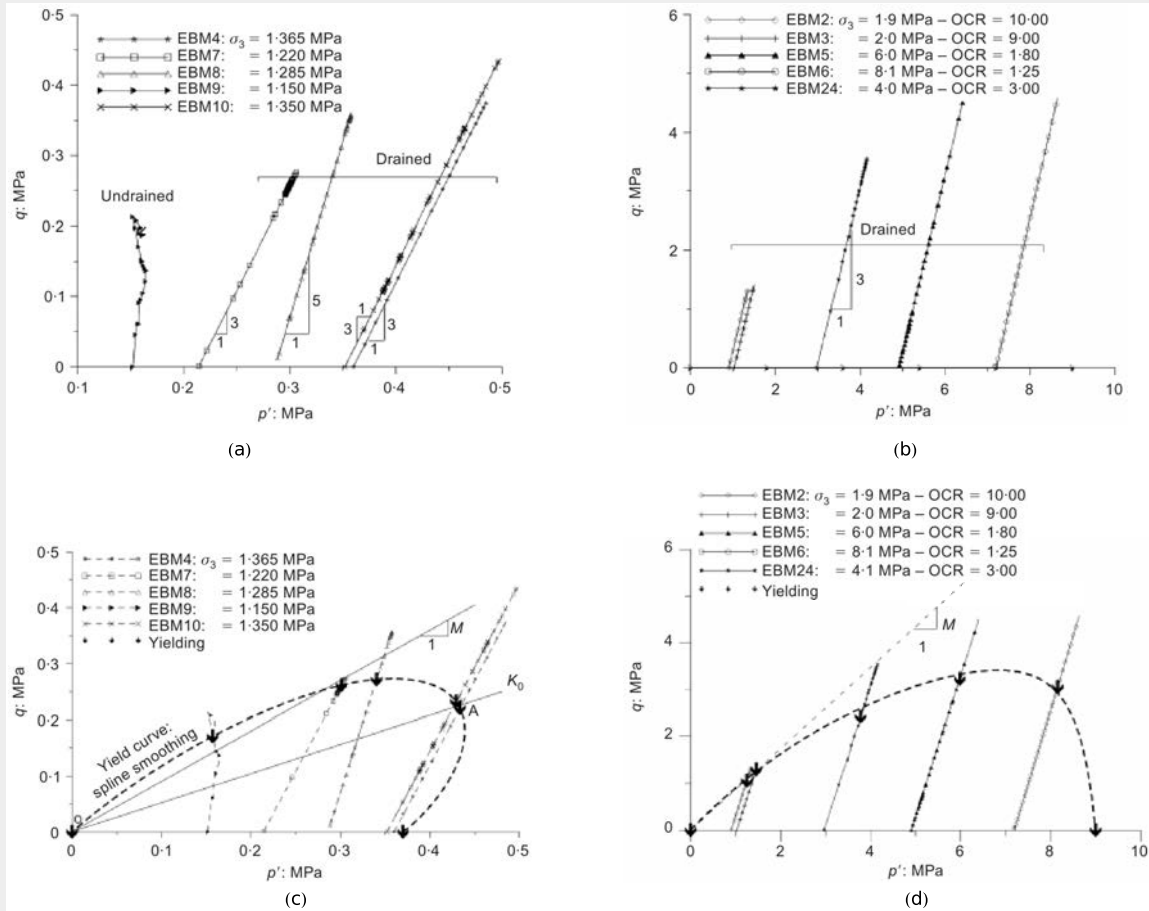 0·5
0·4
0·3
0·2
0·1
0
q: MPa
EBM4: σ3 = 1·365 MPa
EBM7: = 1·220 MPa
EBM8: = 1·285 MPa
EBM9: = 1·150 MPa
EBM10: = 1·350 MPa
Drained
Undrained
3
1
5
1
1
3
3
1
0·1 0·2 0·3 0·4 0·5
p′: MPa
(a)
6
4
2
0
q: MPa
EBM2: σ3 = 1·9 MPa – OCR = 10·00
EBM3: = 2·0 MPa – OCR = 9·00
EBM5: = 6·0 MPa – OCR = 1·80
EBM6: = 8·1 MPa – OCR = 1·25
EBM24: = 4·0 MPa – OCR = 3·00
Drained
3
1
0 2 4 6 8 10
p′: MPa
(b)
0·5
0·4
0·3
0·2
0·1
0
q: MPa
EBM4: σ3 = 1·365 MPa
EBM7: = 1·220 MPa
EBM8: = 1·285 MPa
EBM9: = 1·150 MPa
EBM10: = 1·350 MPa
Yielding
M
1
K0
A
Yield curve:
spline smoothing
0
0 0·1 0·2 0·3 0·4 0·5
p′: MPa
(c)
EBM2: σ3 = 1·9 MPa – OCR = 10·00
EBM3: = 2·0 MPa – OCR = 9·00
EBM5: = 6·0 MPa – OCR = 1·80
EBM6: = 8·1 MPa – OCR = 1·25
EBM24: = 4·1 MPa – OCR = 3·00
Yielding
6
4
2
0
q: MPa
M
1
0 2 4 6 8 10
p′: MPa
(d)